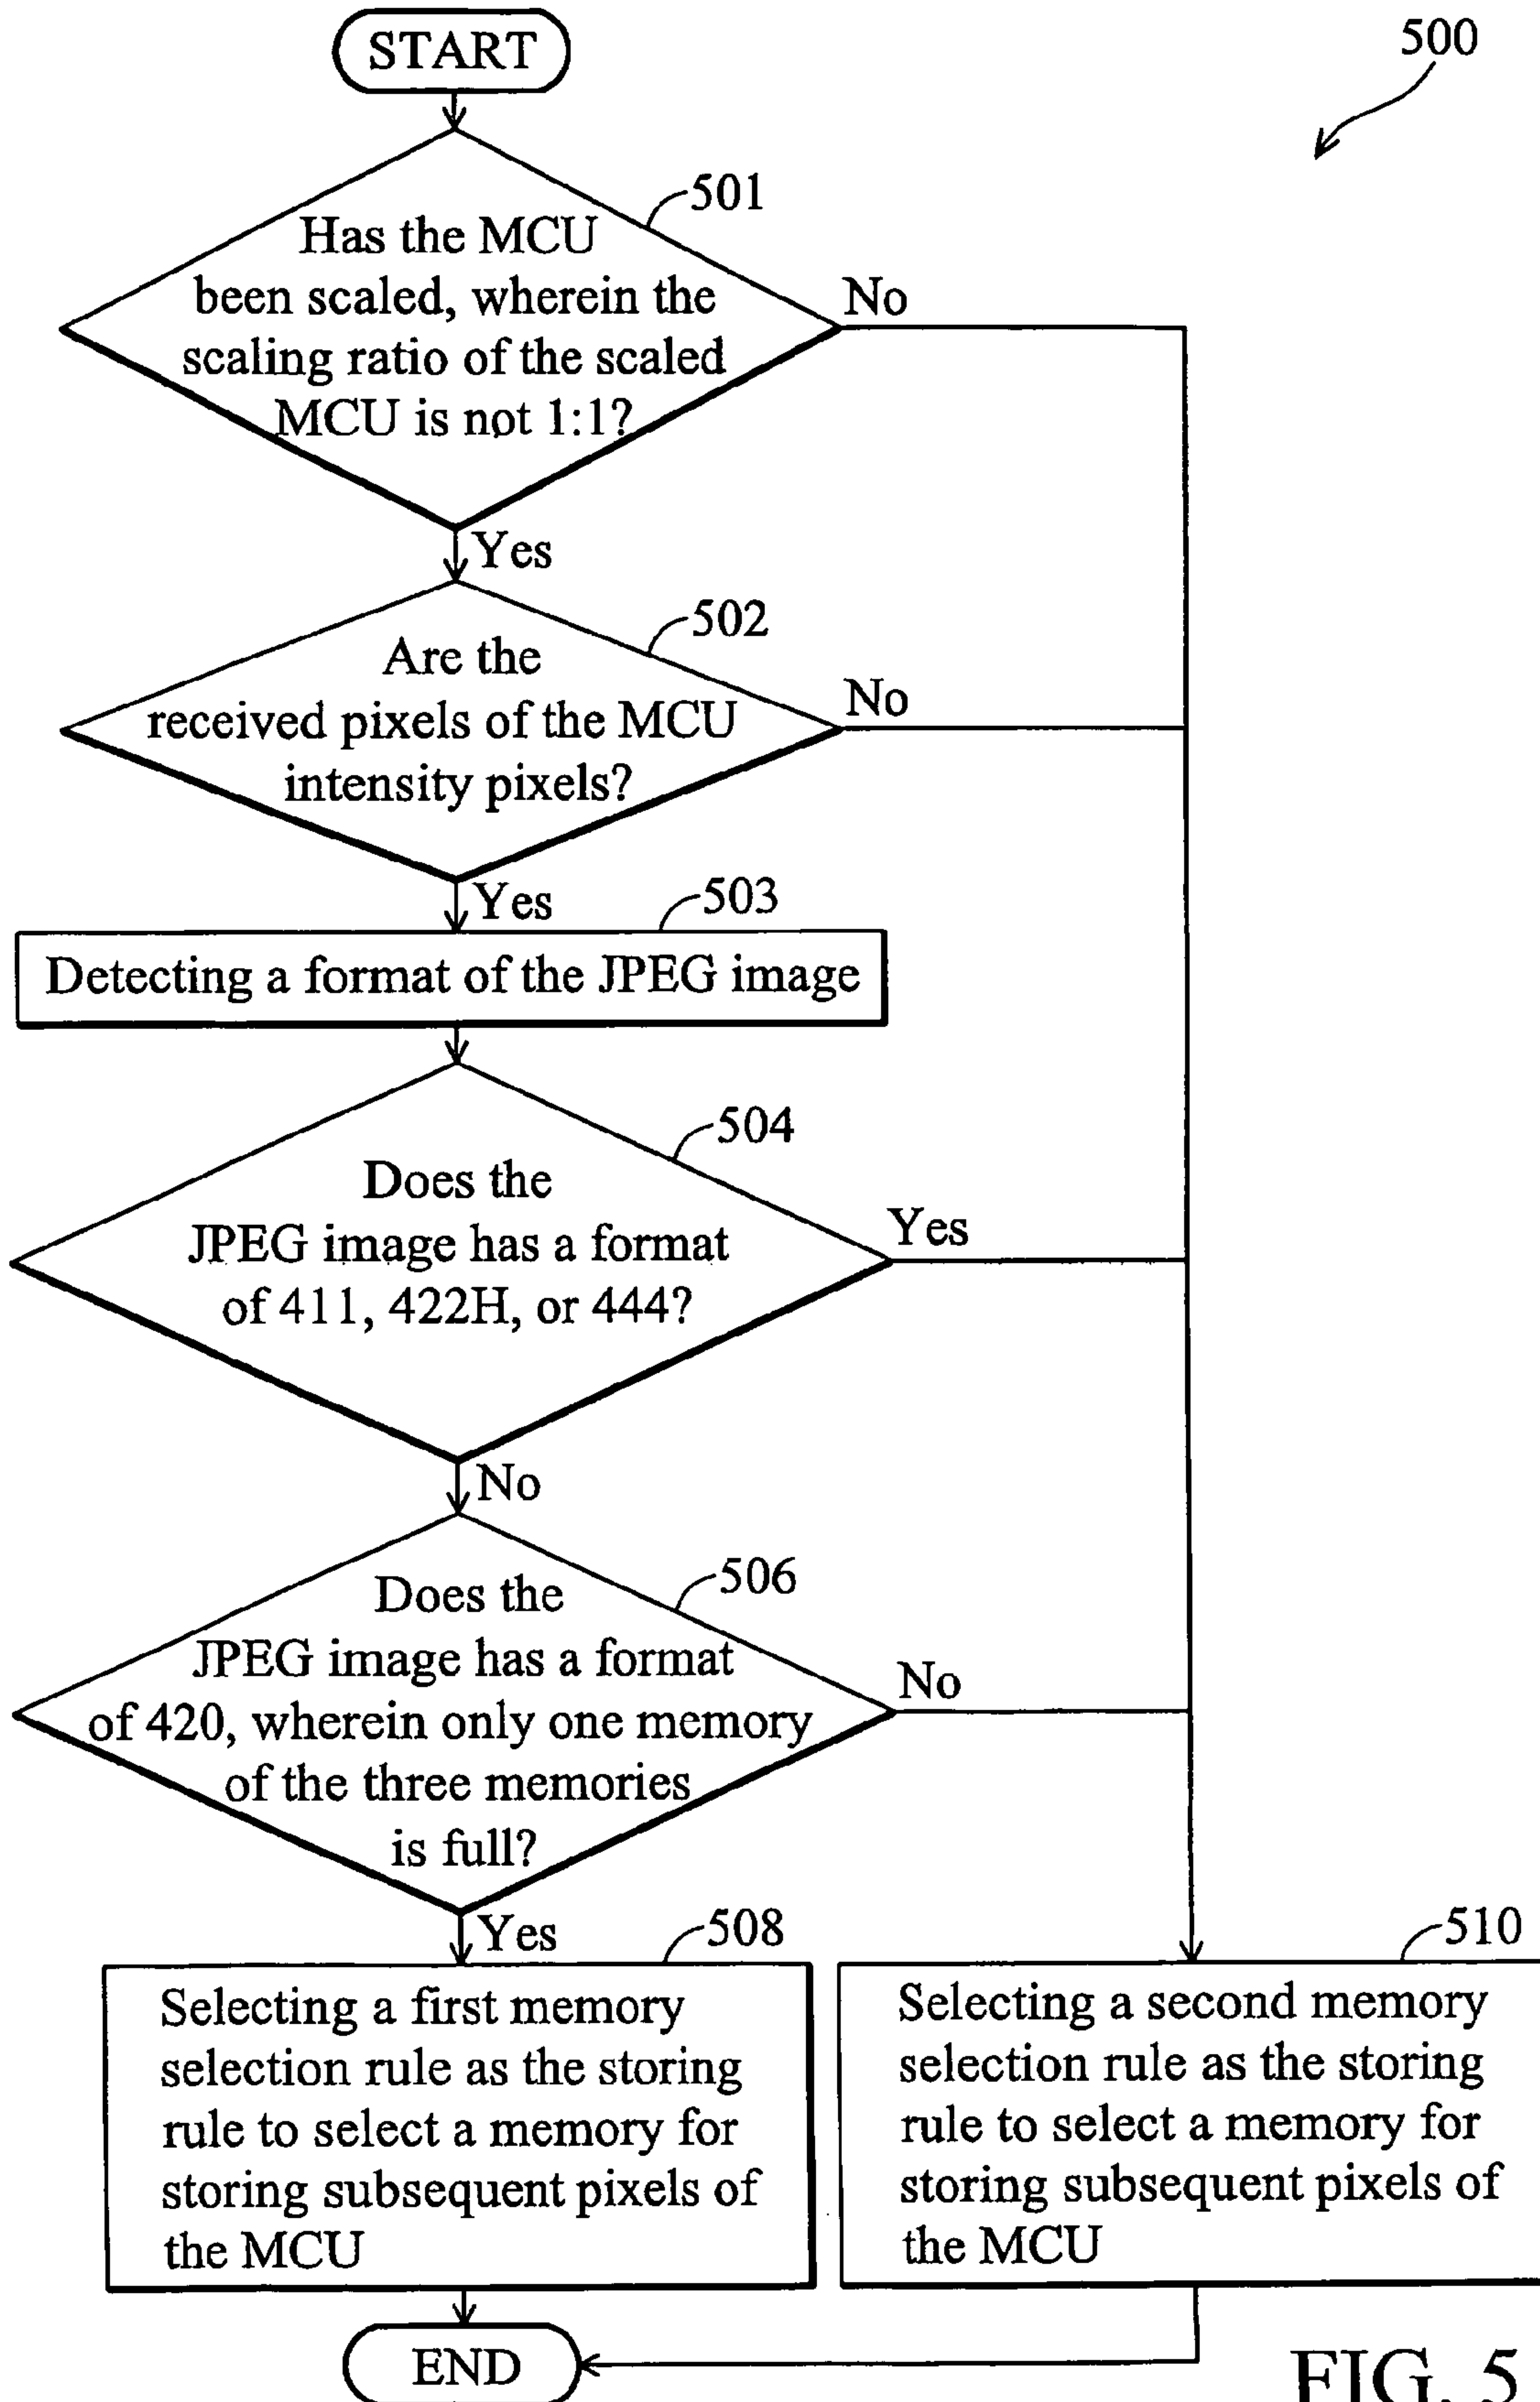 START
500
501
Has the MCU
been scaled, wherein the
scaling ratio of the scaled
MCU is not 1:1?
No
Yes
502
Are the
received pixels of the MCU
intensity pixels?
No
Yes
503
Detecting a format of the JPEG image
504
Does the
JPEG image has a format
of 411, 422H, or 444?
Yes
No
506
Does the
JPEG image has a format
of 420, wherein only one memory
of the three memories
is full?
No
Yes
508
Selecting a first memory
selection rule as the storing
rule to select a memory for
storing subsequent pixels of
the MCU
510
Selecting a second memory
selection rule as the storing
rule to select a memory for
storing subsequent pixels of
the MCU
END
FIG. 5